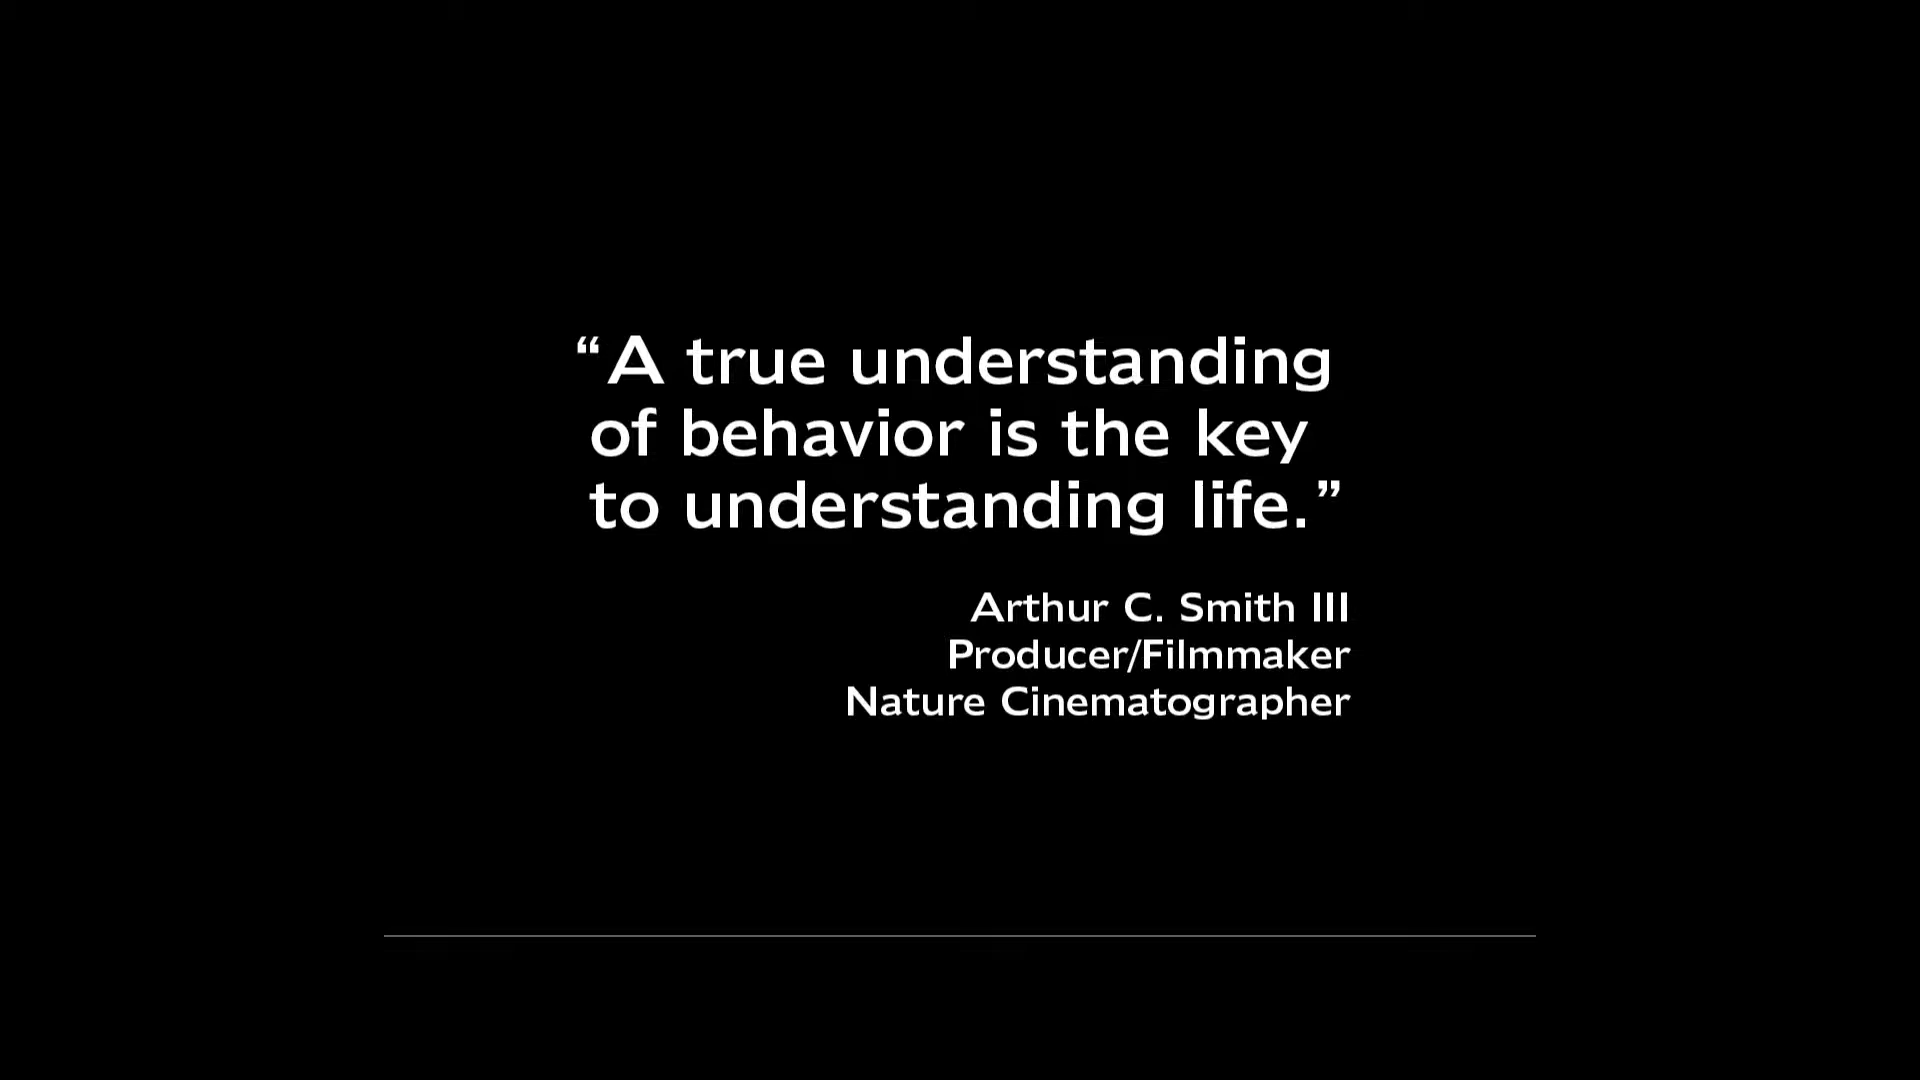 “A true understanding
of behavior is the key
to understanding life.”
Arthur C. Smith III
Producer/Filmmaker
Nature Cinematographer